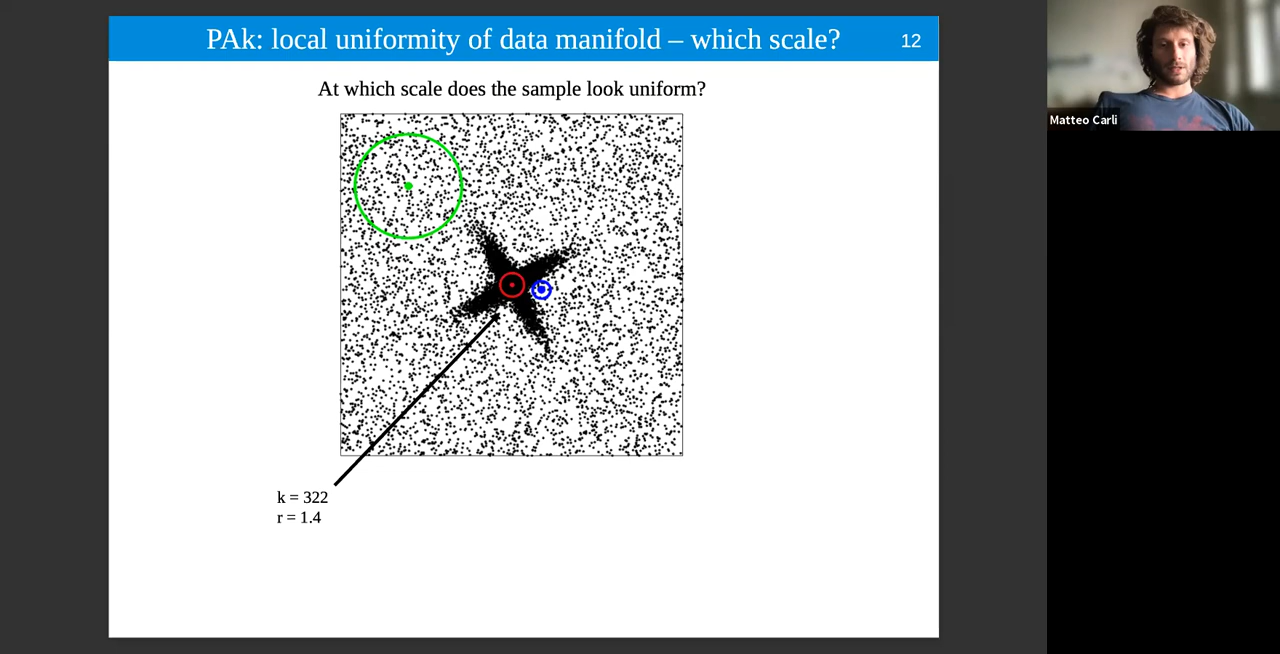 PAk: local uniformity of data manifold – which scale?
12
At which scale does the sample look uniform?
k = 322
r = 1.4
Matteo Carli